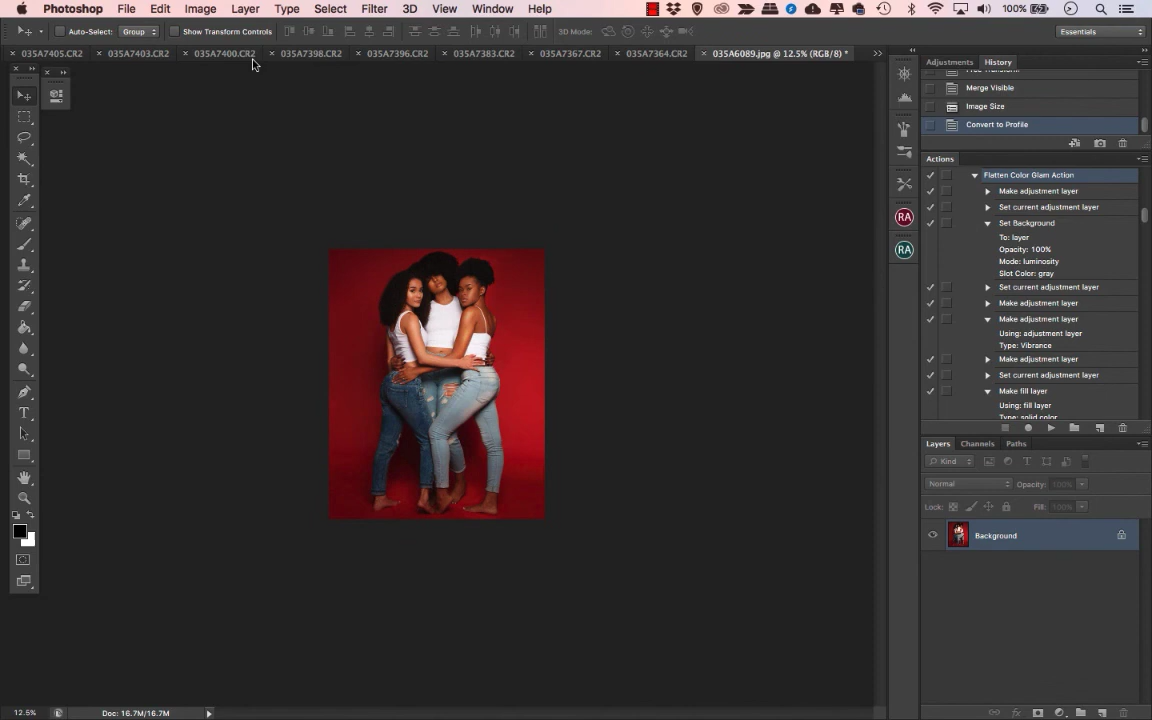 Photoshop File Edit Image Layer Type Select Filter 3D View Window Help 100%
Auto-Select: Group Show Transform Controls 3D Mode: Essentials
035A7405.CR2 035A7403.CR2 035A7400.CR2 035A7398.CR2 035A7396.CR2 035A7383.CR2 035A7367.CR2 035A7364.CR2 035A6089.jpg @ 12.5% (RGB/8) *
Adjustments History
Merge Visible
Image Size
Convert to Profile
Actions
Flatten Color Glam Action
Make adjustment layer
Set current adjustment layer
Set Background
To: layer
Opacity: 100%
Mode: luminosity
Slot Color: gray
Set current adjustment layer
Make adjustment layer
Make adjustment layer
Using: adjustment layer
Type: Vibrance
Make adjustment layer
Set current adjustment layer
Make fill layer
Using: fill layer
Type: solid color
RA
RA
Layers Channels Paths
Kind
Normal Opacity: 100%
Lock: Fill: 100%
Background
12.5% Doc: 16.7M/16.7M